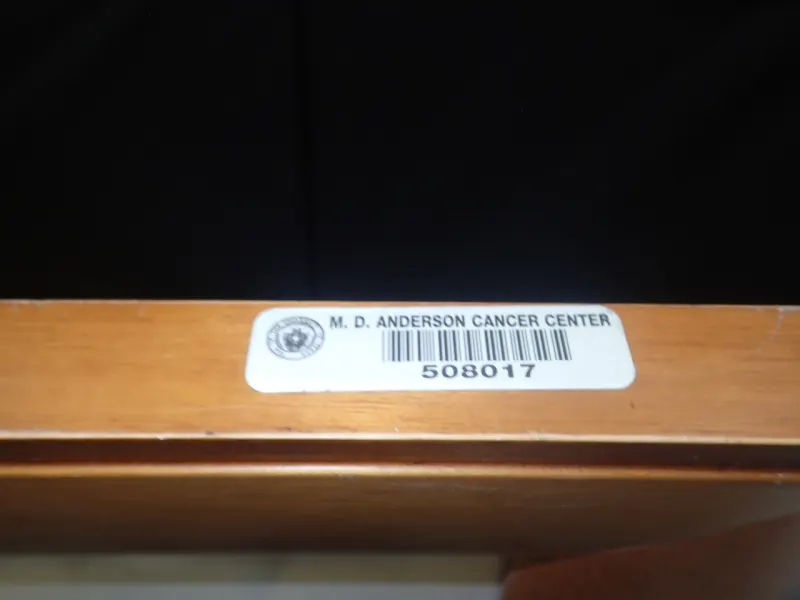 M. D. ANDERSON CANCER CENTER
508017